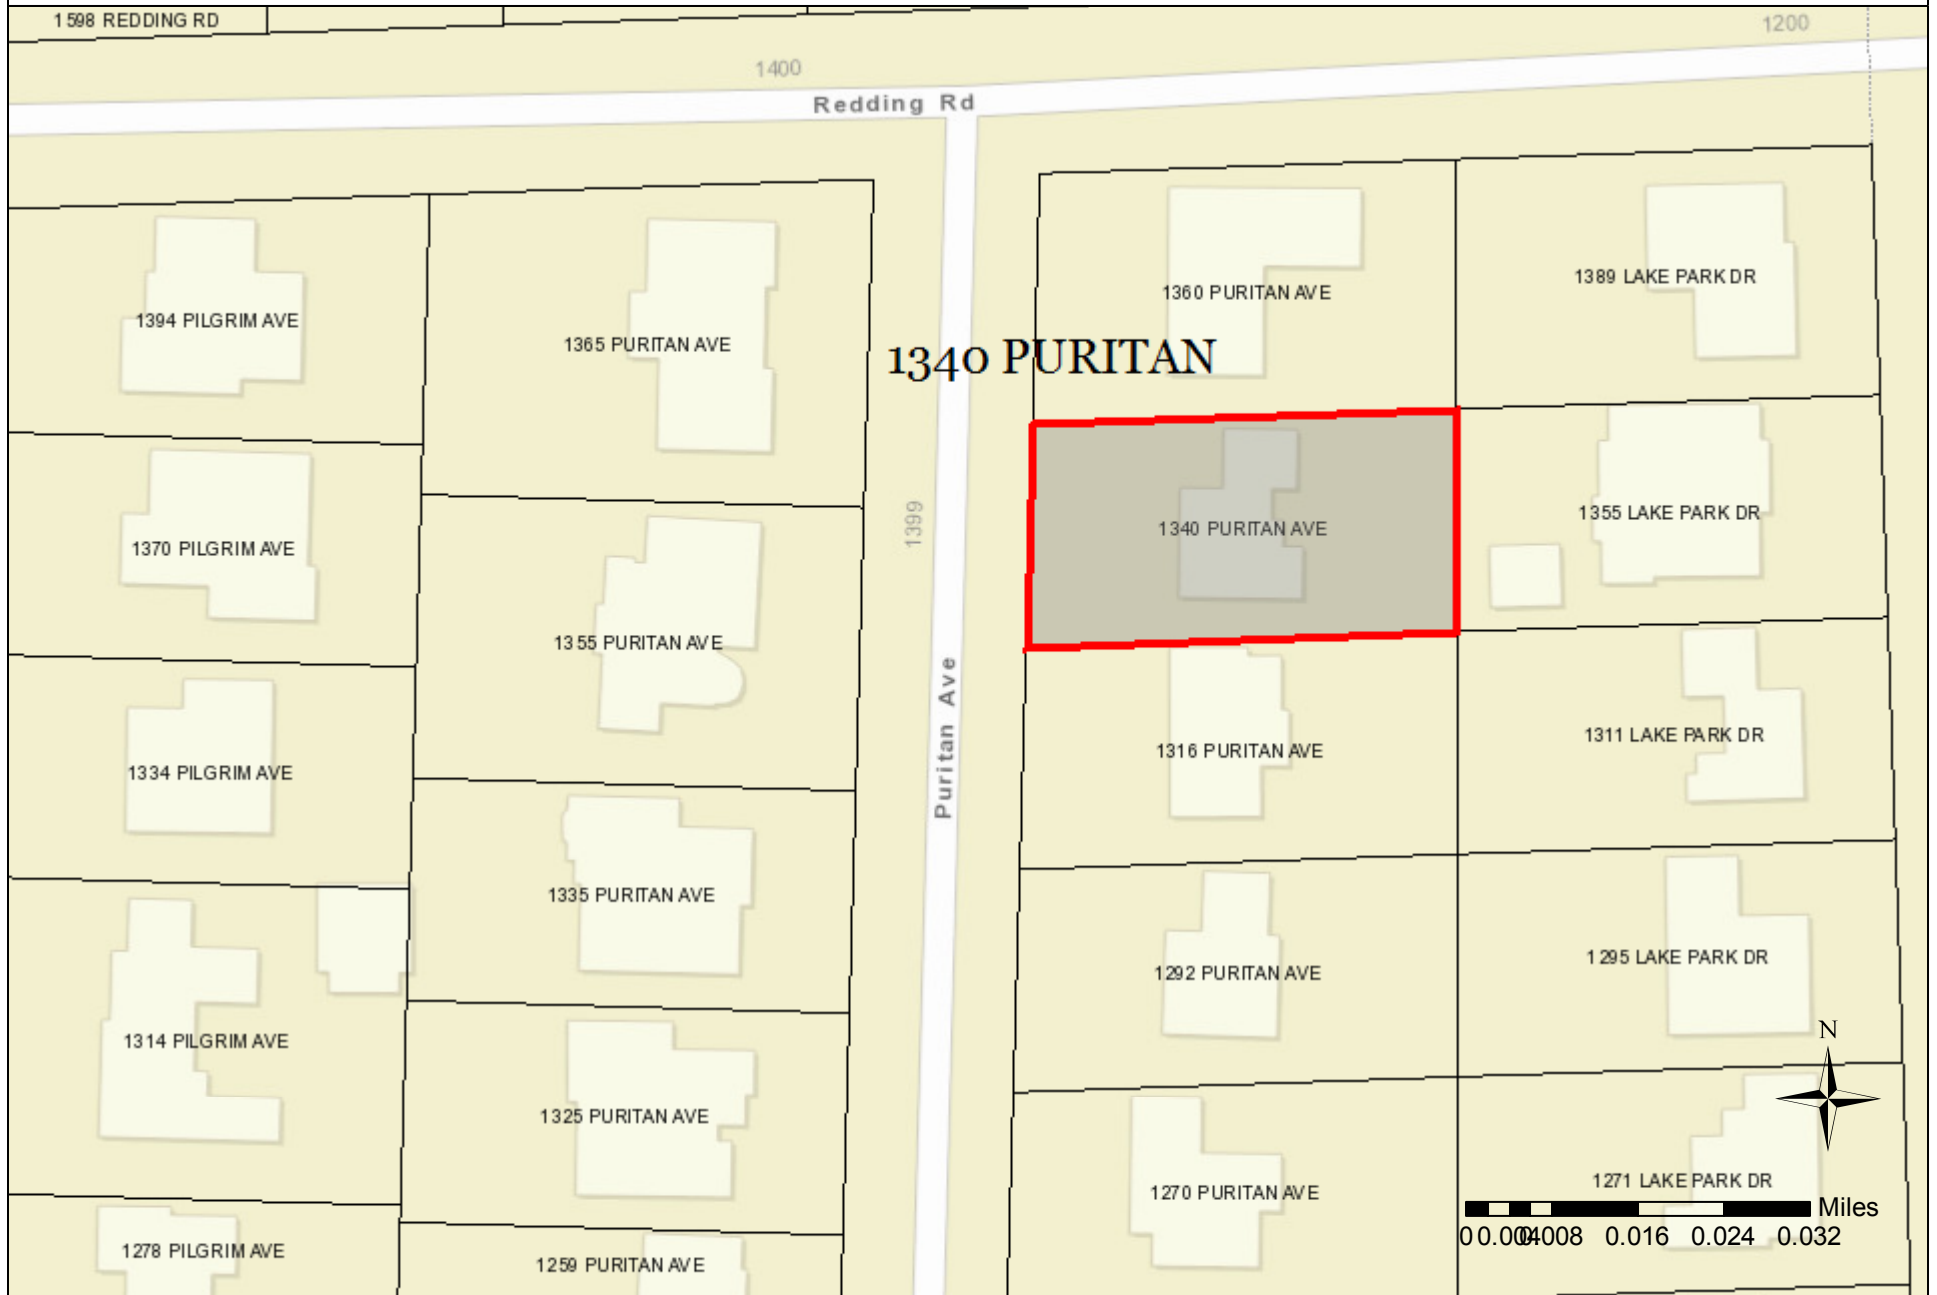 1598 REDDING RD
1200
1400
Redding Rd
1389 LAKE PARK DR
1360 PURITAN AVE
1394 PILGRIM AVE
1365 PURITAN AVE
1340 PURITAN
1355 LAKE PARK DR
1399
1340 PURITAN AVE
1370 PILGRIM AVE
1355 PURITAN AVE
Puritan Ave
1311 LAKE PARK DR
1316 PURITAN AVE
1334 PILGRIM AVE
1335 PURITAN AVE
1295 LAKE PARK DR
1292 PURITAN AVE
N
1314 PILGRIM AVE
1325 PURITAN AVE
1271 LAKE PARK DR
1270 PURITAN AVE
Miles
0 0.004 0.008 0.016 0.024 0.032
1278 PILGRIM AVE
1259 PURITAN AVE